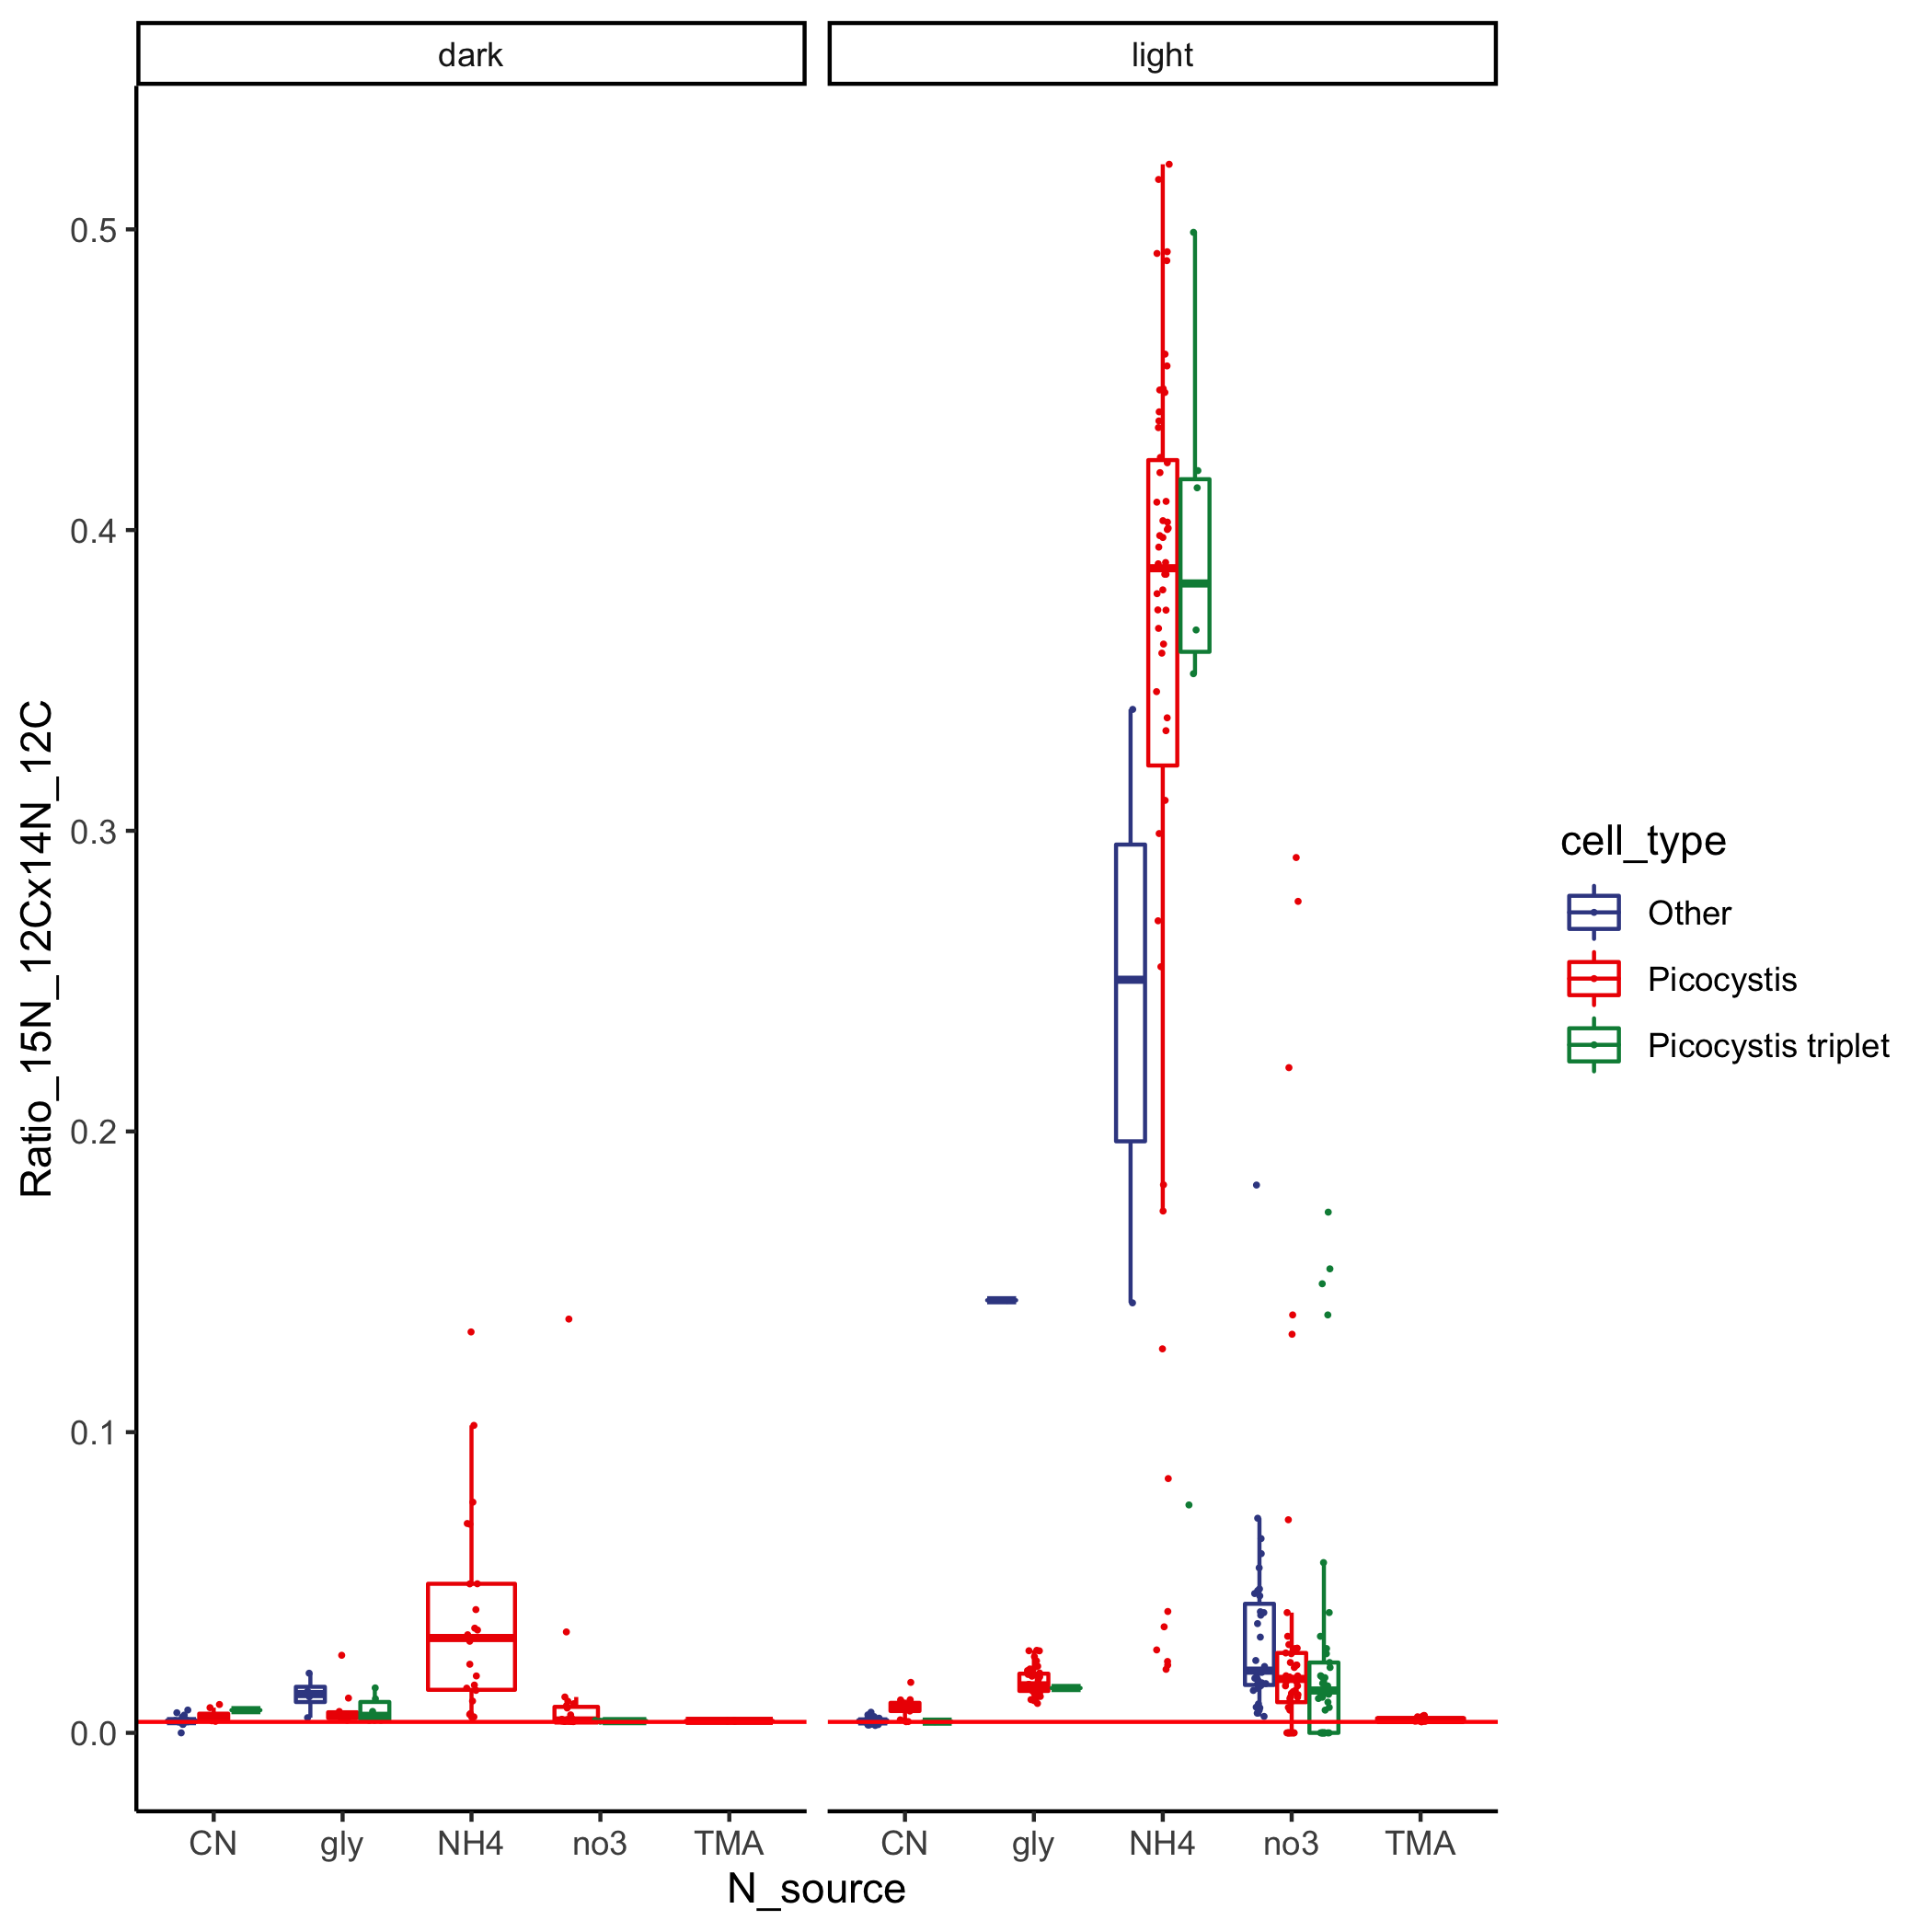 dark
light
0.5
0.4
0.3
0.2
0.1
0.0
Ratio_15N_12Cx14N_12C
CN gly NH4 no3 TMA
CN gly NH4 no3 TMA
N_source
cell_type
Other
Picocystis
Picocystis triplet